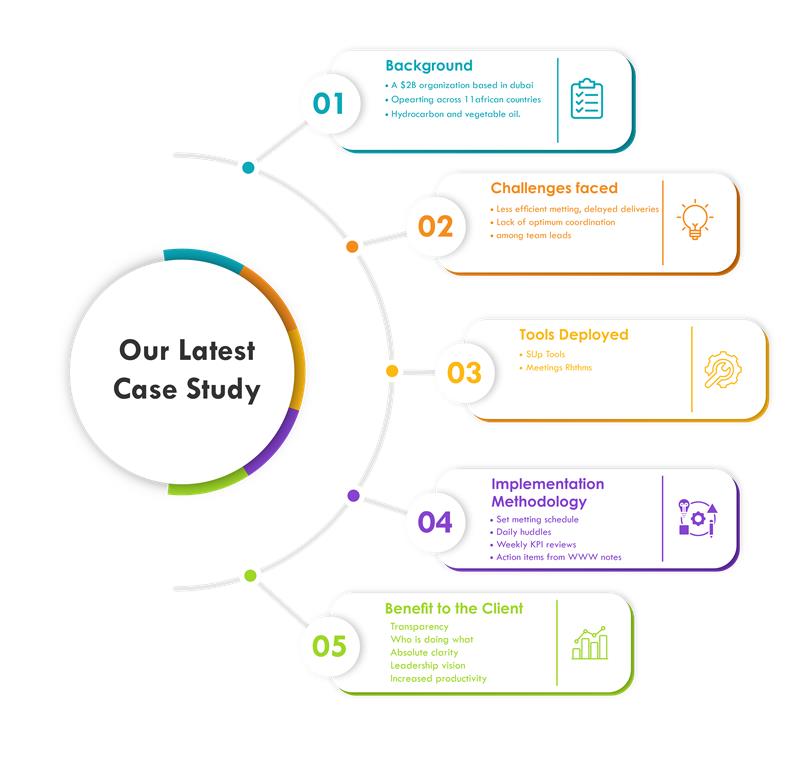 Our Latest
Case Study
01
Background
• A $2B organization based in dubai
• Opearting across 11african countries
• Hydrocarbon and vegetable oil.
02
Challenges faced
• Less efficient metting, delayed deliveries
• Lack of optimum coordination
• among team leads
03
Tools Deployed
• SUp Tools
• Meetings Rhthms
04
Implementation
Methodology
• Set metting schedule
• Daily huddles
• Weekly KPI reviews
• Action items from WWW notes
05
Benefit to the Client
Transparency
Who is doing what
Absolute clarity
Leadership vision
Increased productivity